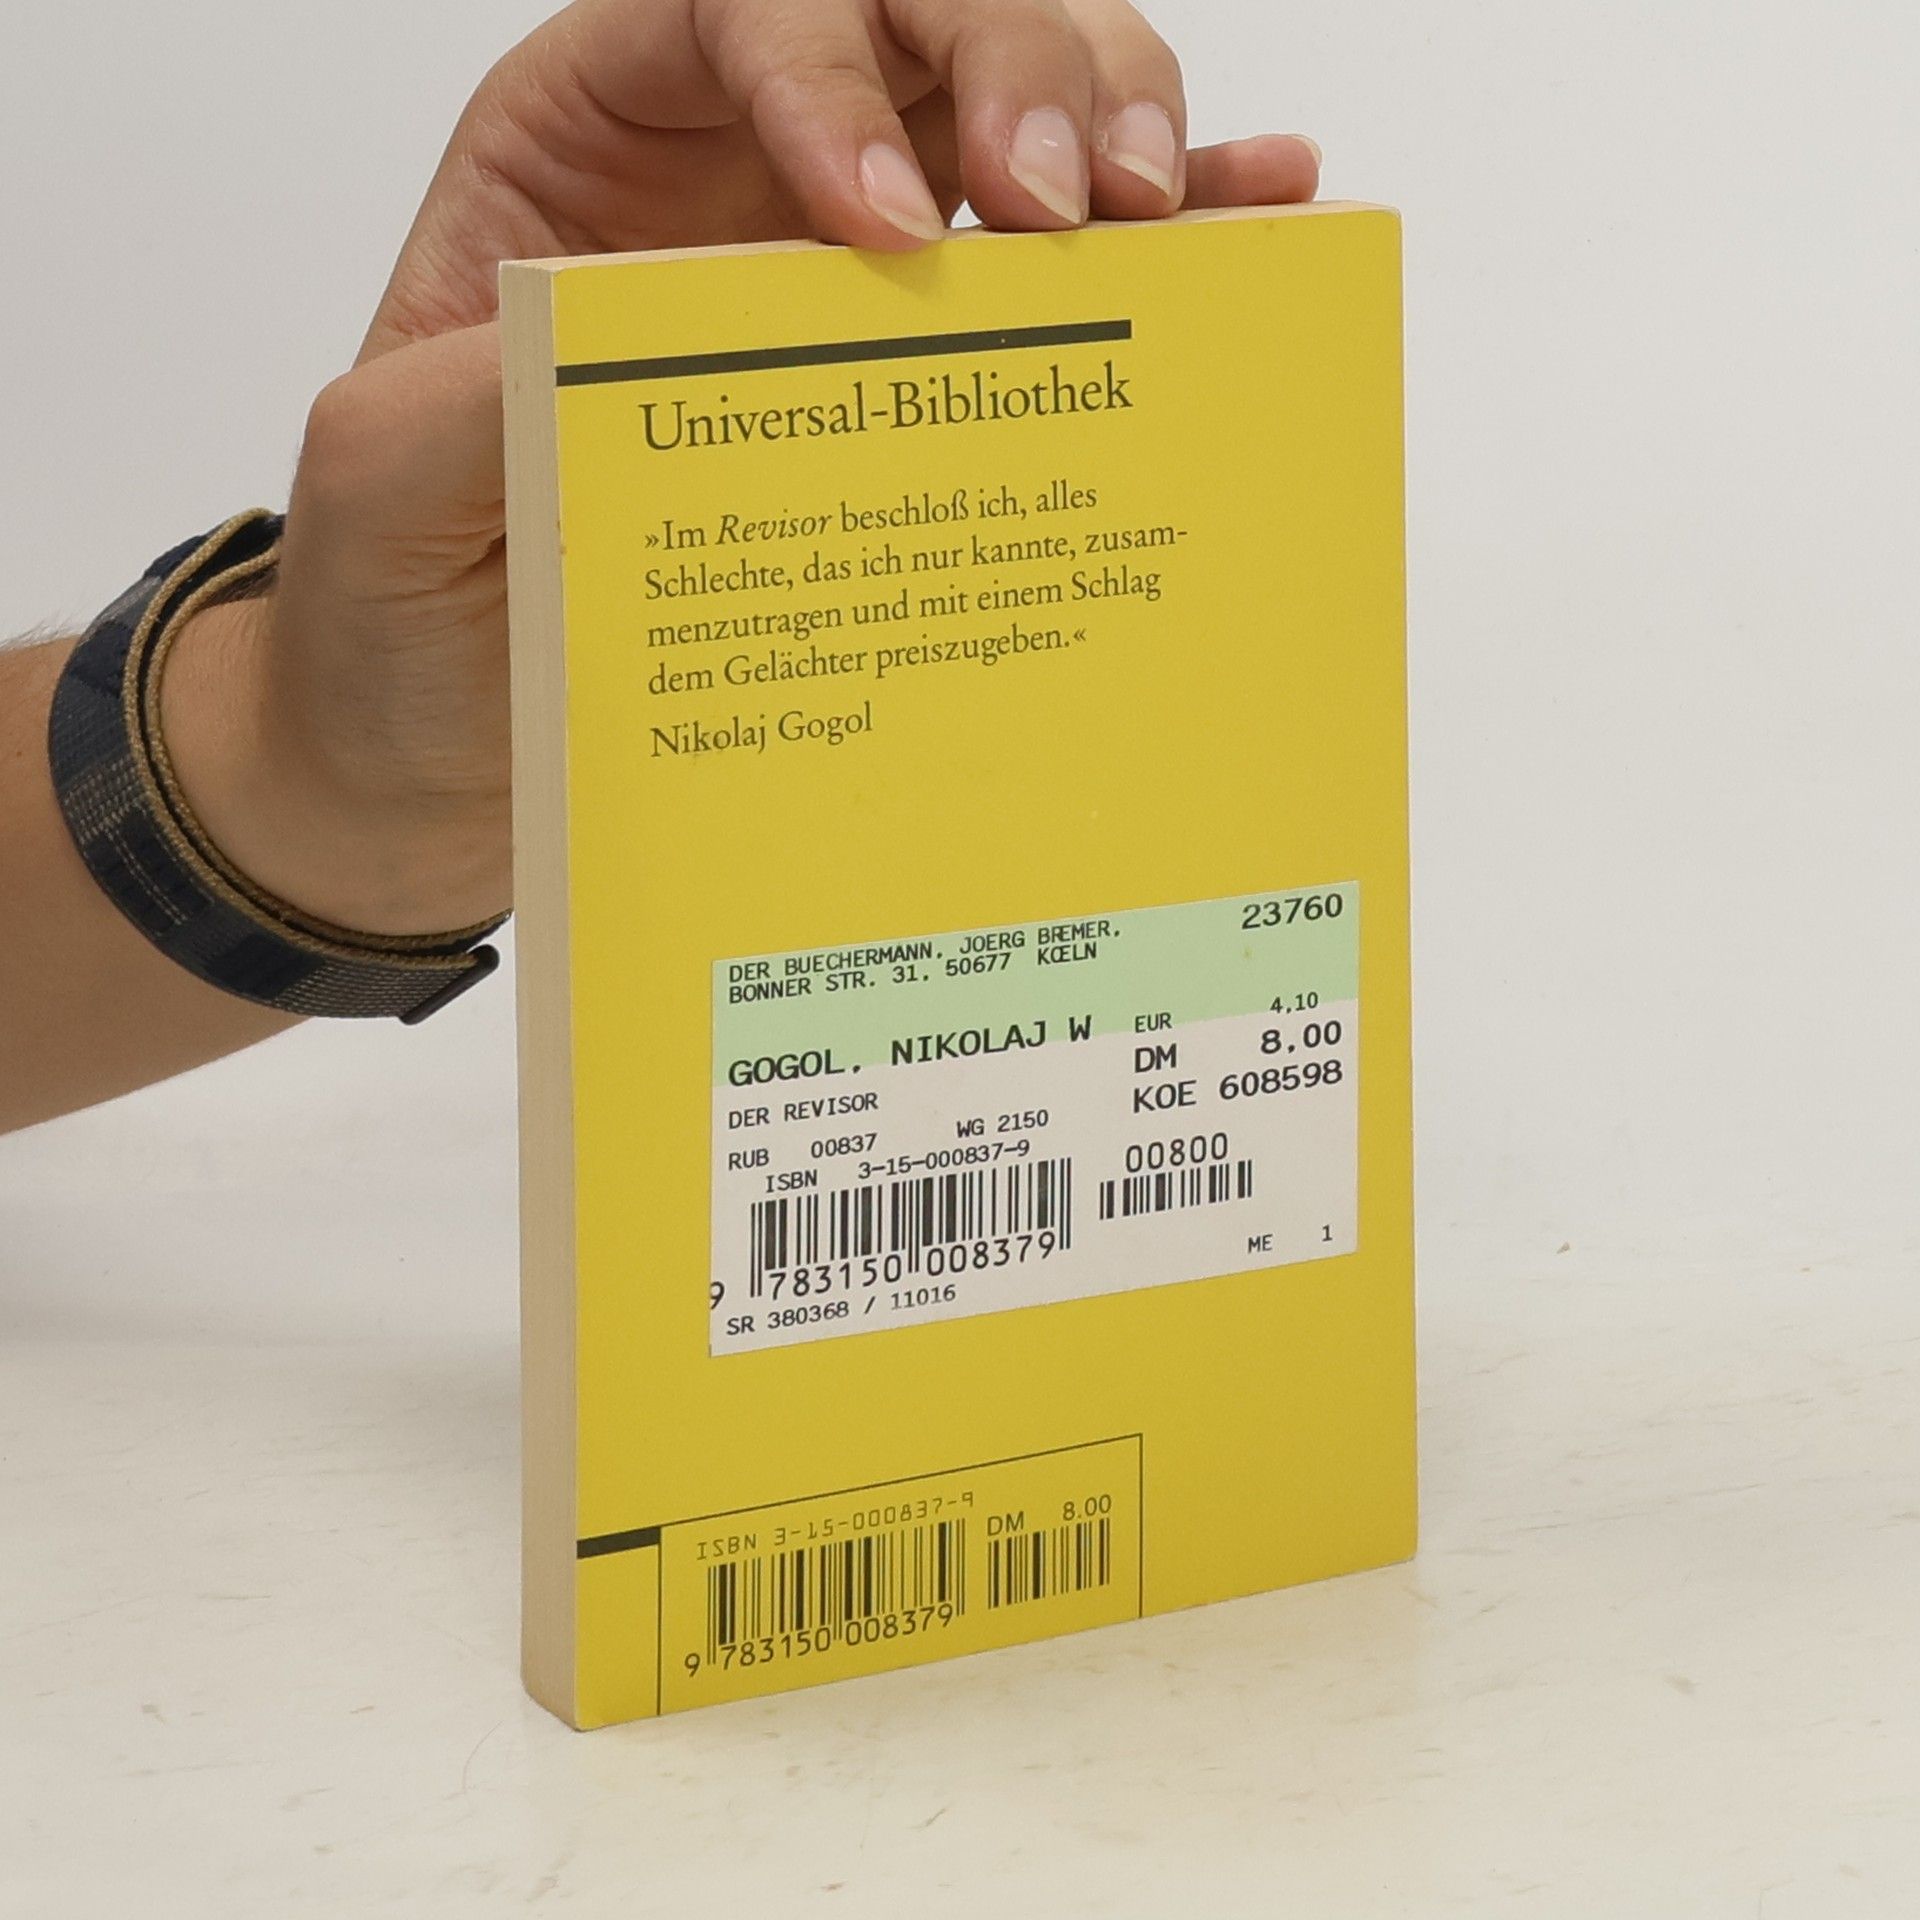 Universal-Bibliothek
»Im Revisor beschloß ich, alles
Schlechte, das ich nur kannte, zusam-
menzutragen und mit einem Schlag
dem Gelächter preiszugeben.«
Nikolaj Gogol
DER BUECHERMANN, JOERG BREMER, 23760
BONNER STR. 31, 50677 KŒLN
EUR 4,10
GOGOL, NIKOLAJ W DM 8,00
DER REVISOR KOE 608598
RUB 00837 WG 2150
ISBN 3-15-000837-9 00800
9 783150 008379
SR 380368 / 11016 ME 1
ISBN 3-15-000837-9 DM 8.00
9 783150 008379